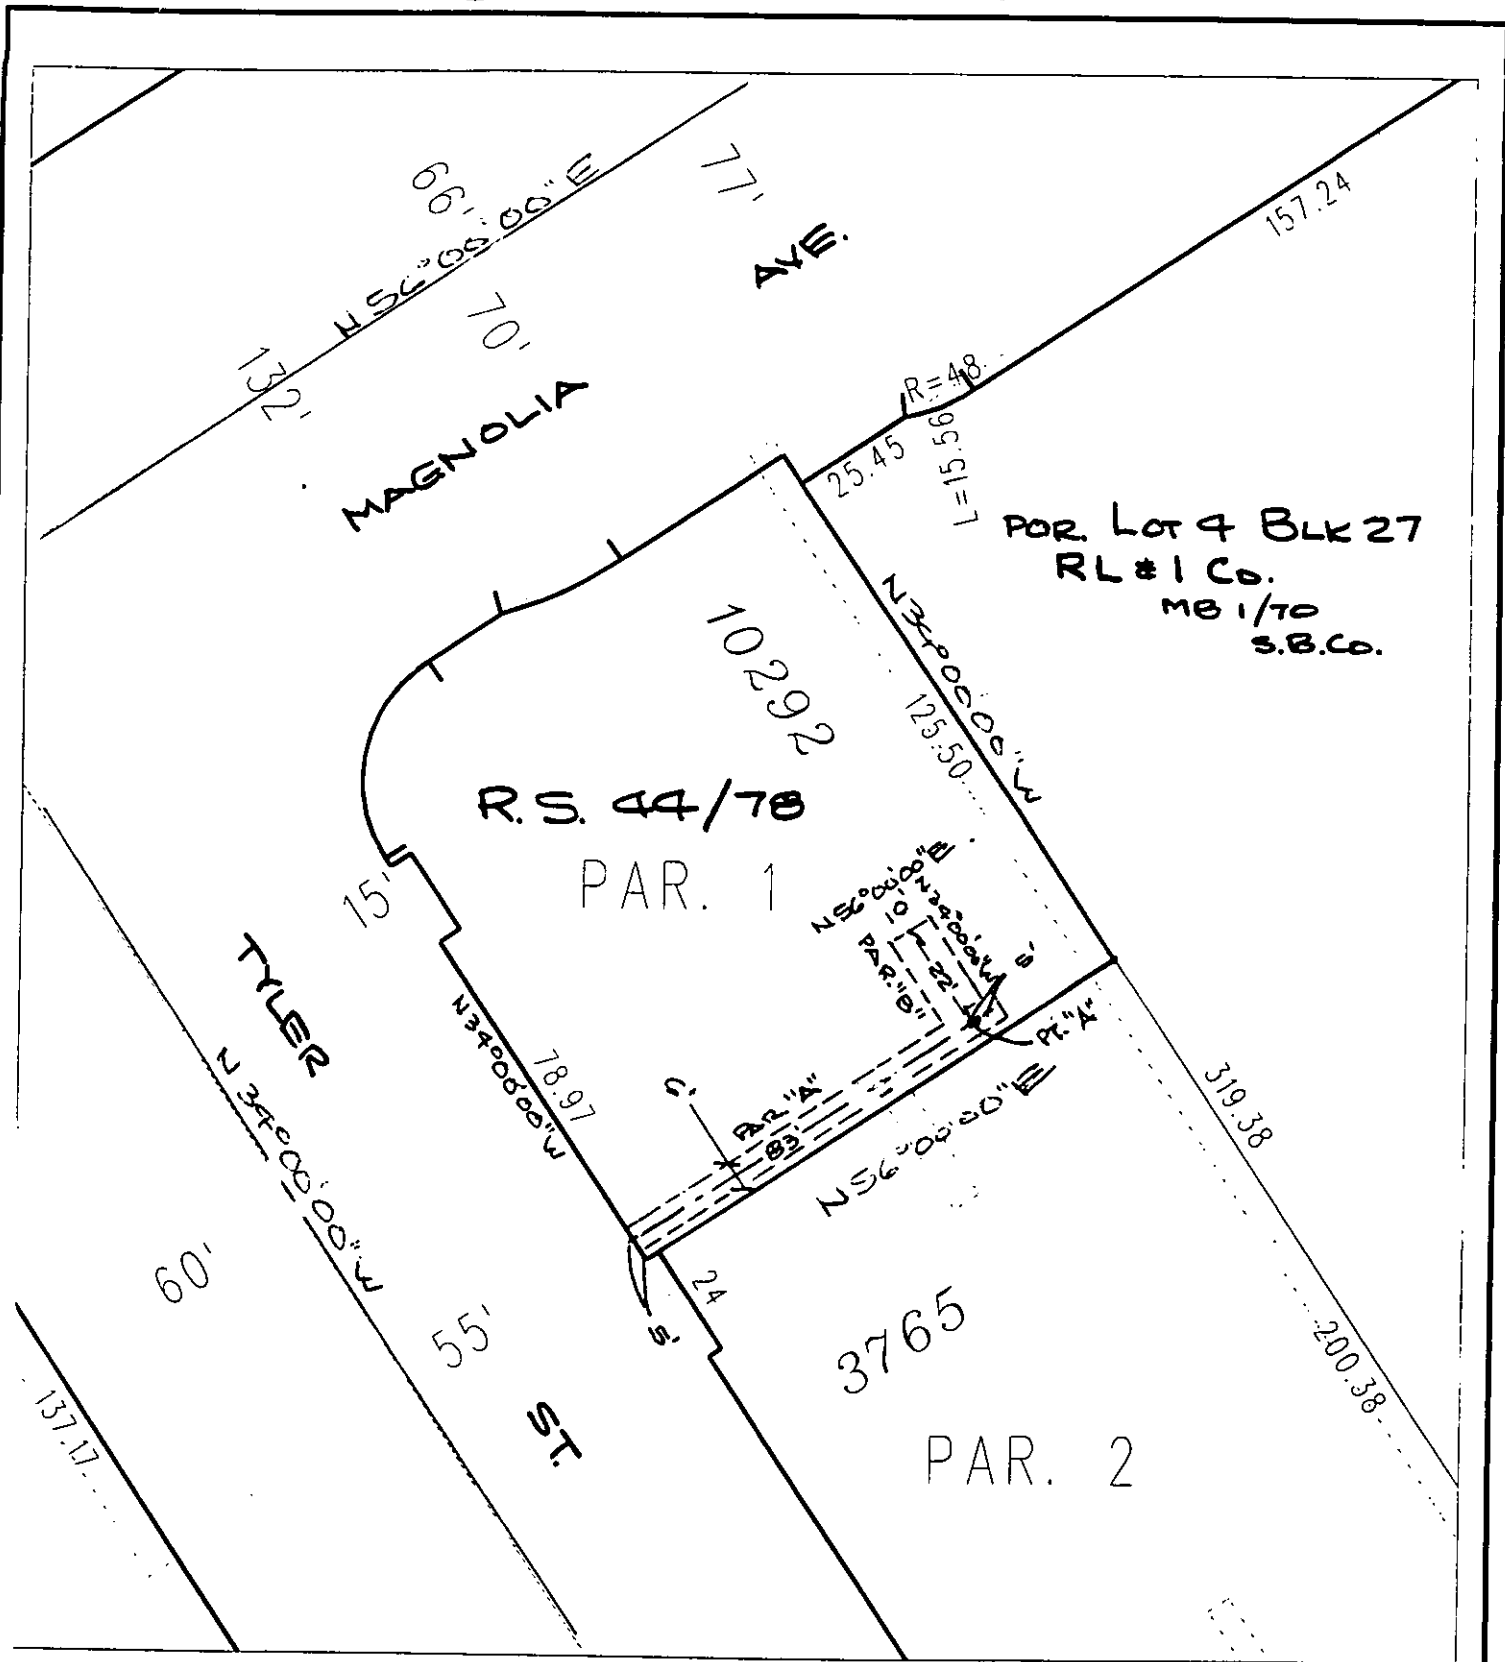 66'
N 56°00'00" E
77'
AVE.
157.24
70'
132'
MAGNOLIA
R=48
25.45
L=15.56
POR. LOT 4 BLK 27
RL #1 CO.
MB 1/70
S.B.CO.
10292
N34°00'00"W
125.50
R.S. 44/78
PAR. 1
15'
N56°00'00"E
10'
N34°00'00"W
PAR. "B"
22'
5'
PT. "A"
TYLER
N34°00'00"W
78.97
6'
PAR. "A"
83'
N56°00'00"E
319.38
N34°00'00"W
60'
24
5'
55'
3765
200.38
137.17
ST.
PAR. 2